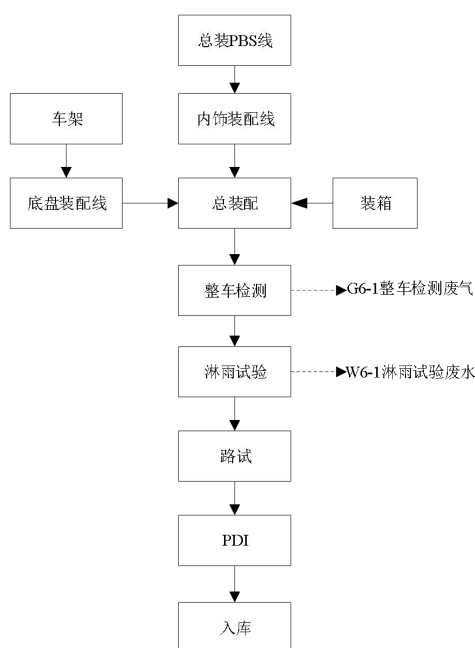 总装PBS线
车架
内饰装配线
底盘装配线
总装配
装箱
整车检测
G6-1整车检测废气
淋雨试验
W6-1淋雨试验废水
路试
PDI
入库